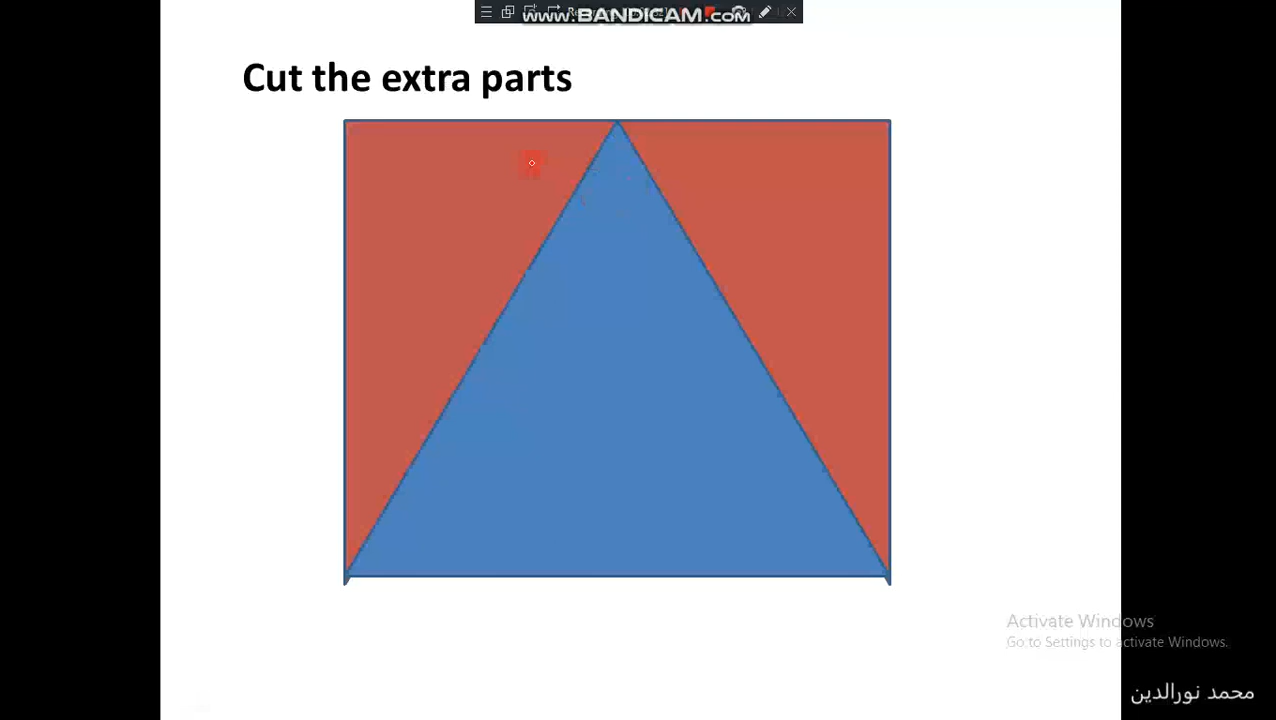 www.BANDICAM.com
Cut the extra parts
Activate Windows
Go to Settings to activate Windows.
محمد نورالدين